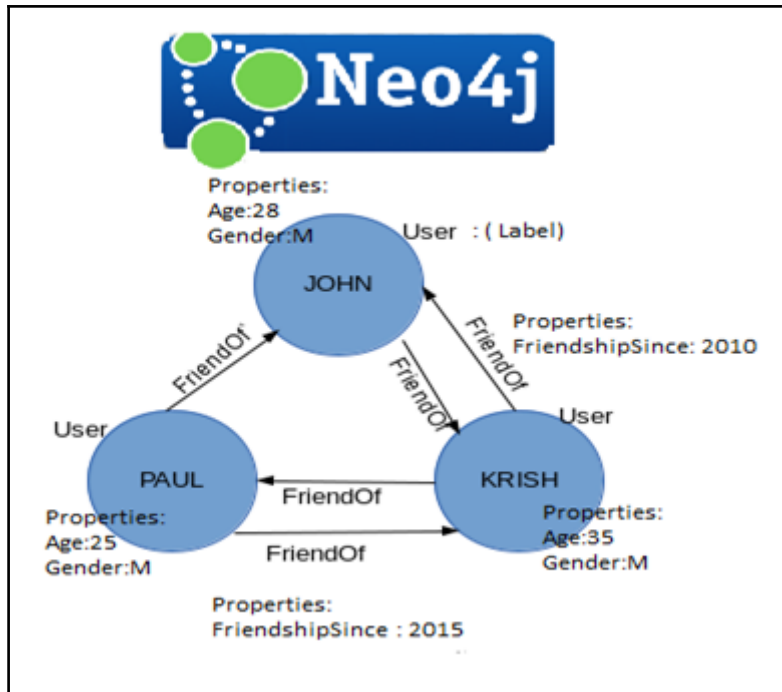 Neo4j
Properties:
Age:28
Gender:M
User : ( Label)
JOHN
FriendOf
FriendOf
FriendOf
Properties:
FriendshipSince: 2010
User
User
PAUL
KRISH
FriendOf
FriendOf
Properties:
Age:25
Gender:M
Properties:
Age:35
Gender:M
Properties:
FriendshipSince : 2015